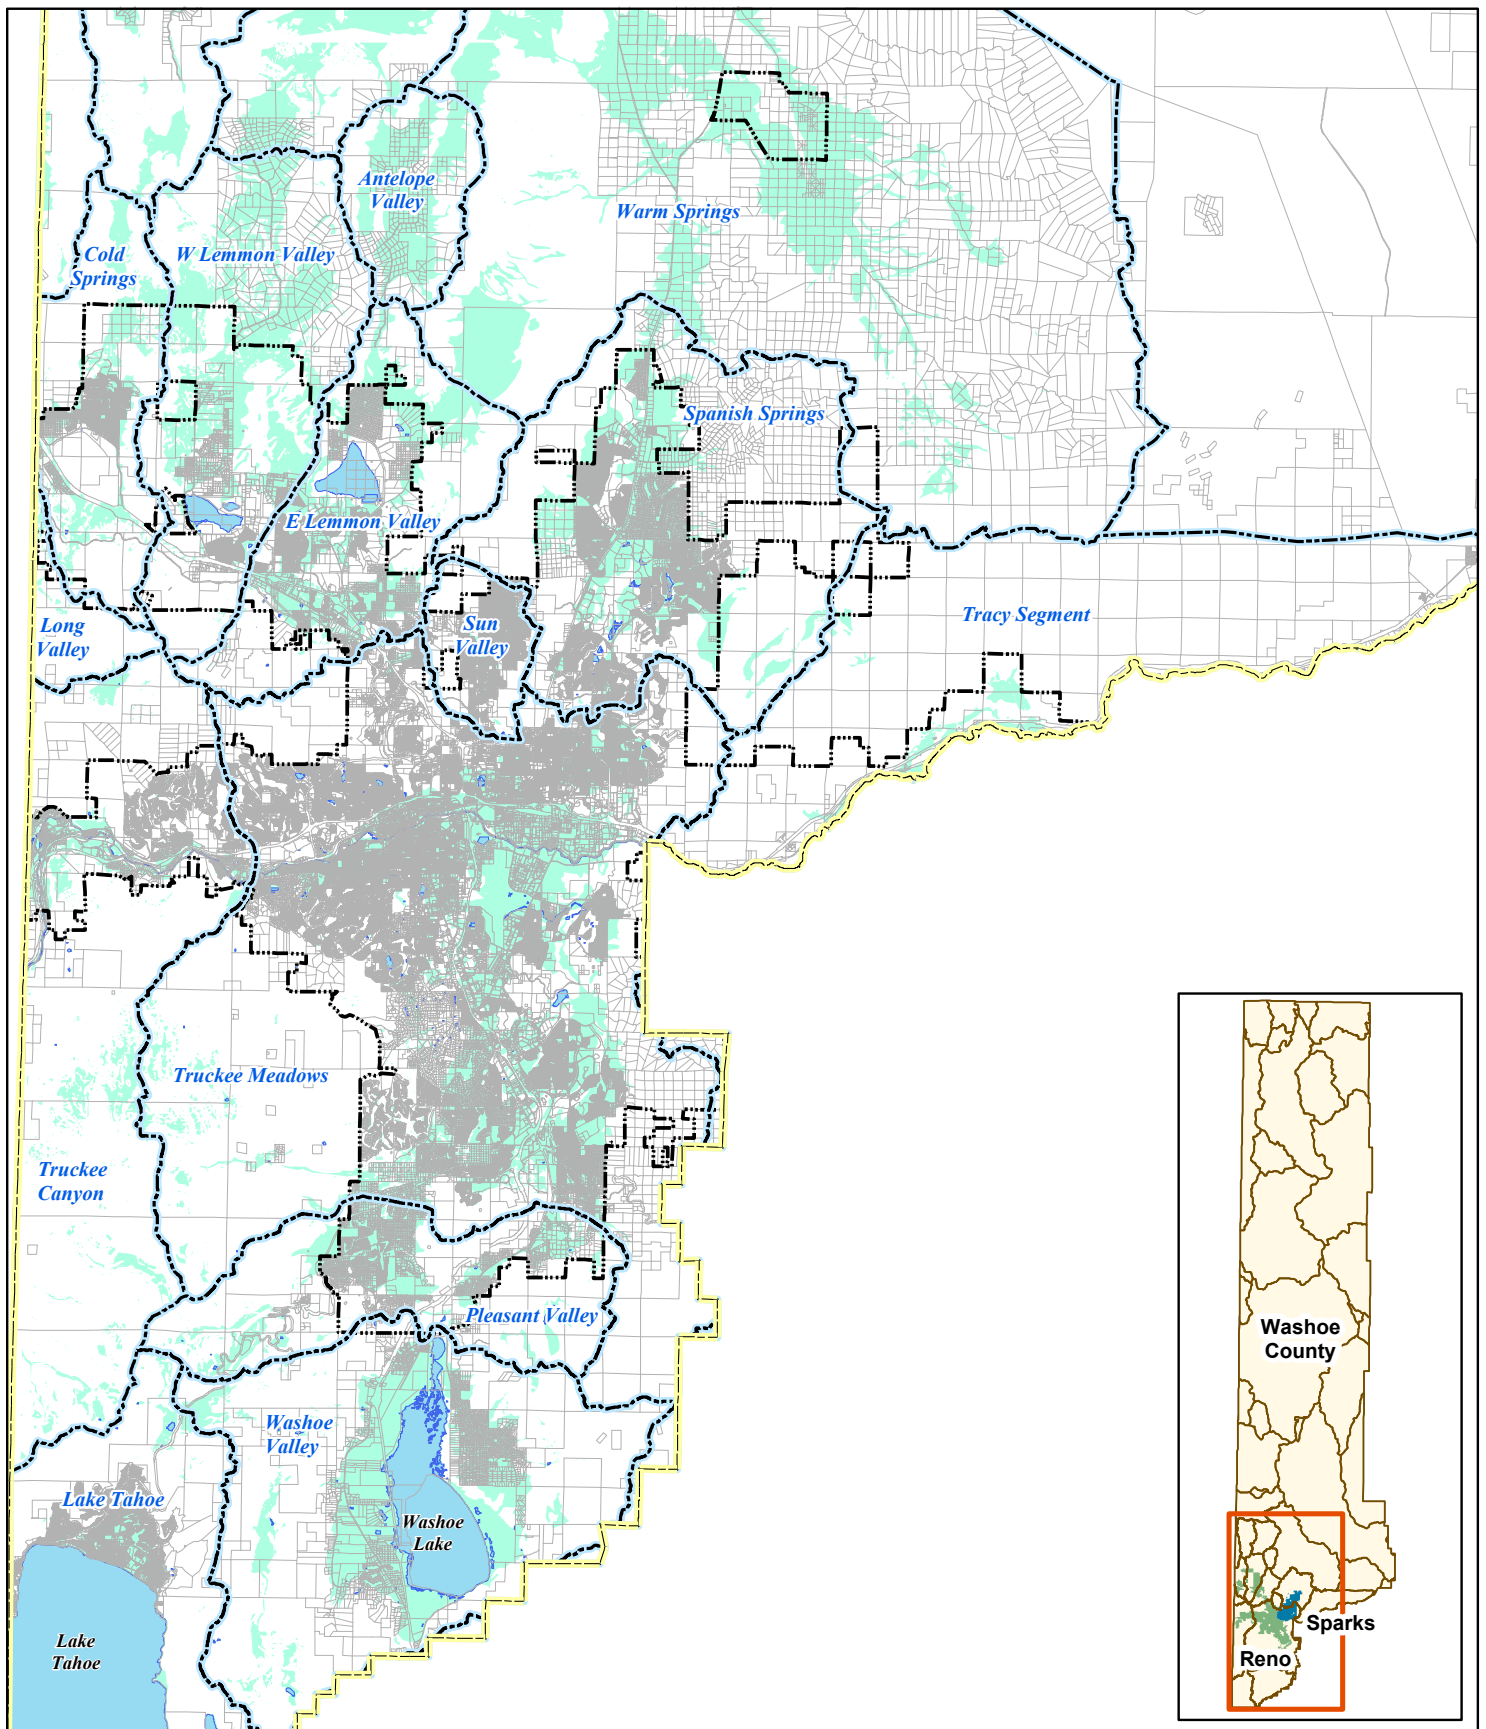 Antelope
Valley
Warm Springs
Cold
Springs
W Lemmon Valley
Spanish Springs
E Lemmon Valley
Tracy Segment
Long
Valley
Sun
Valley
Truckee Meadows
Truckee
Canyon
Pleasant Valley
Washoe
Valley
Lake Tahoe
Washoe
Lake
Lake
Tahoe
Washoe
County
Sparks
Reno